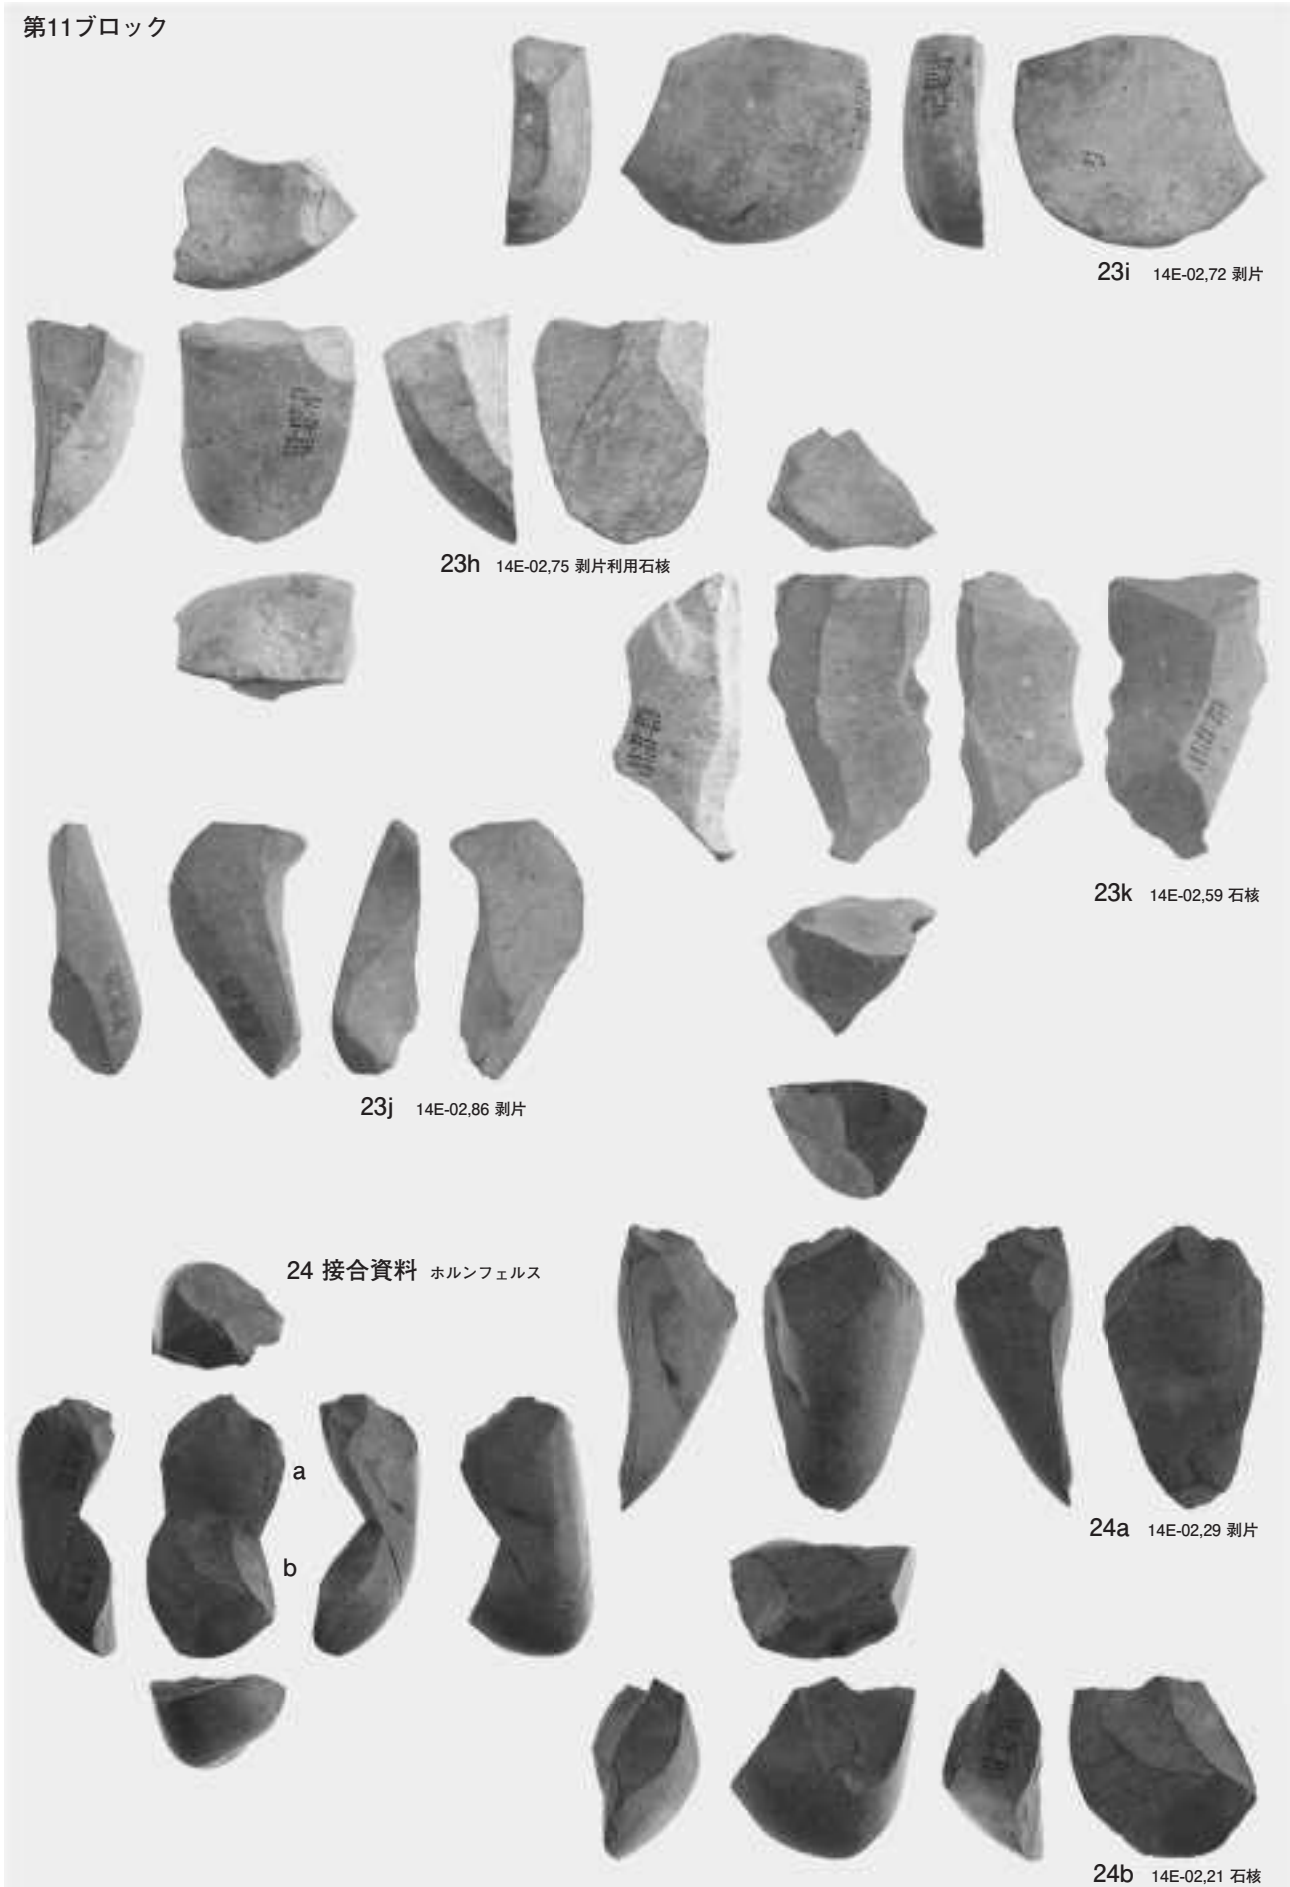 第11ブロック
23i 14E-02,72 剥片
23h 14E-02,75 剥片利用石核
23k 14E-02,59 石核
23j 14E-02,86 剥片
24 接合資料 ホルンフェルス
a
b
24a 14E-02,29 剥片
24b 14E-02,21 石核